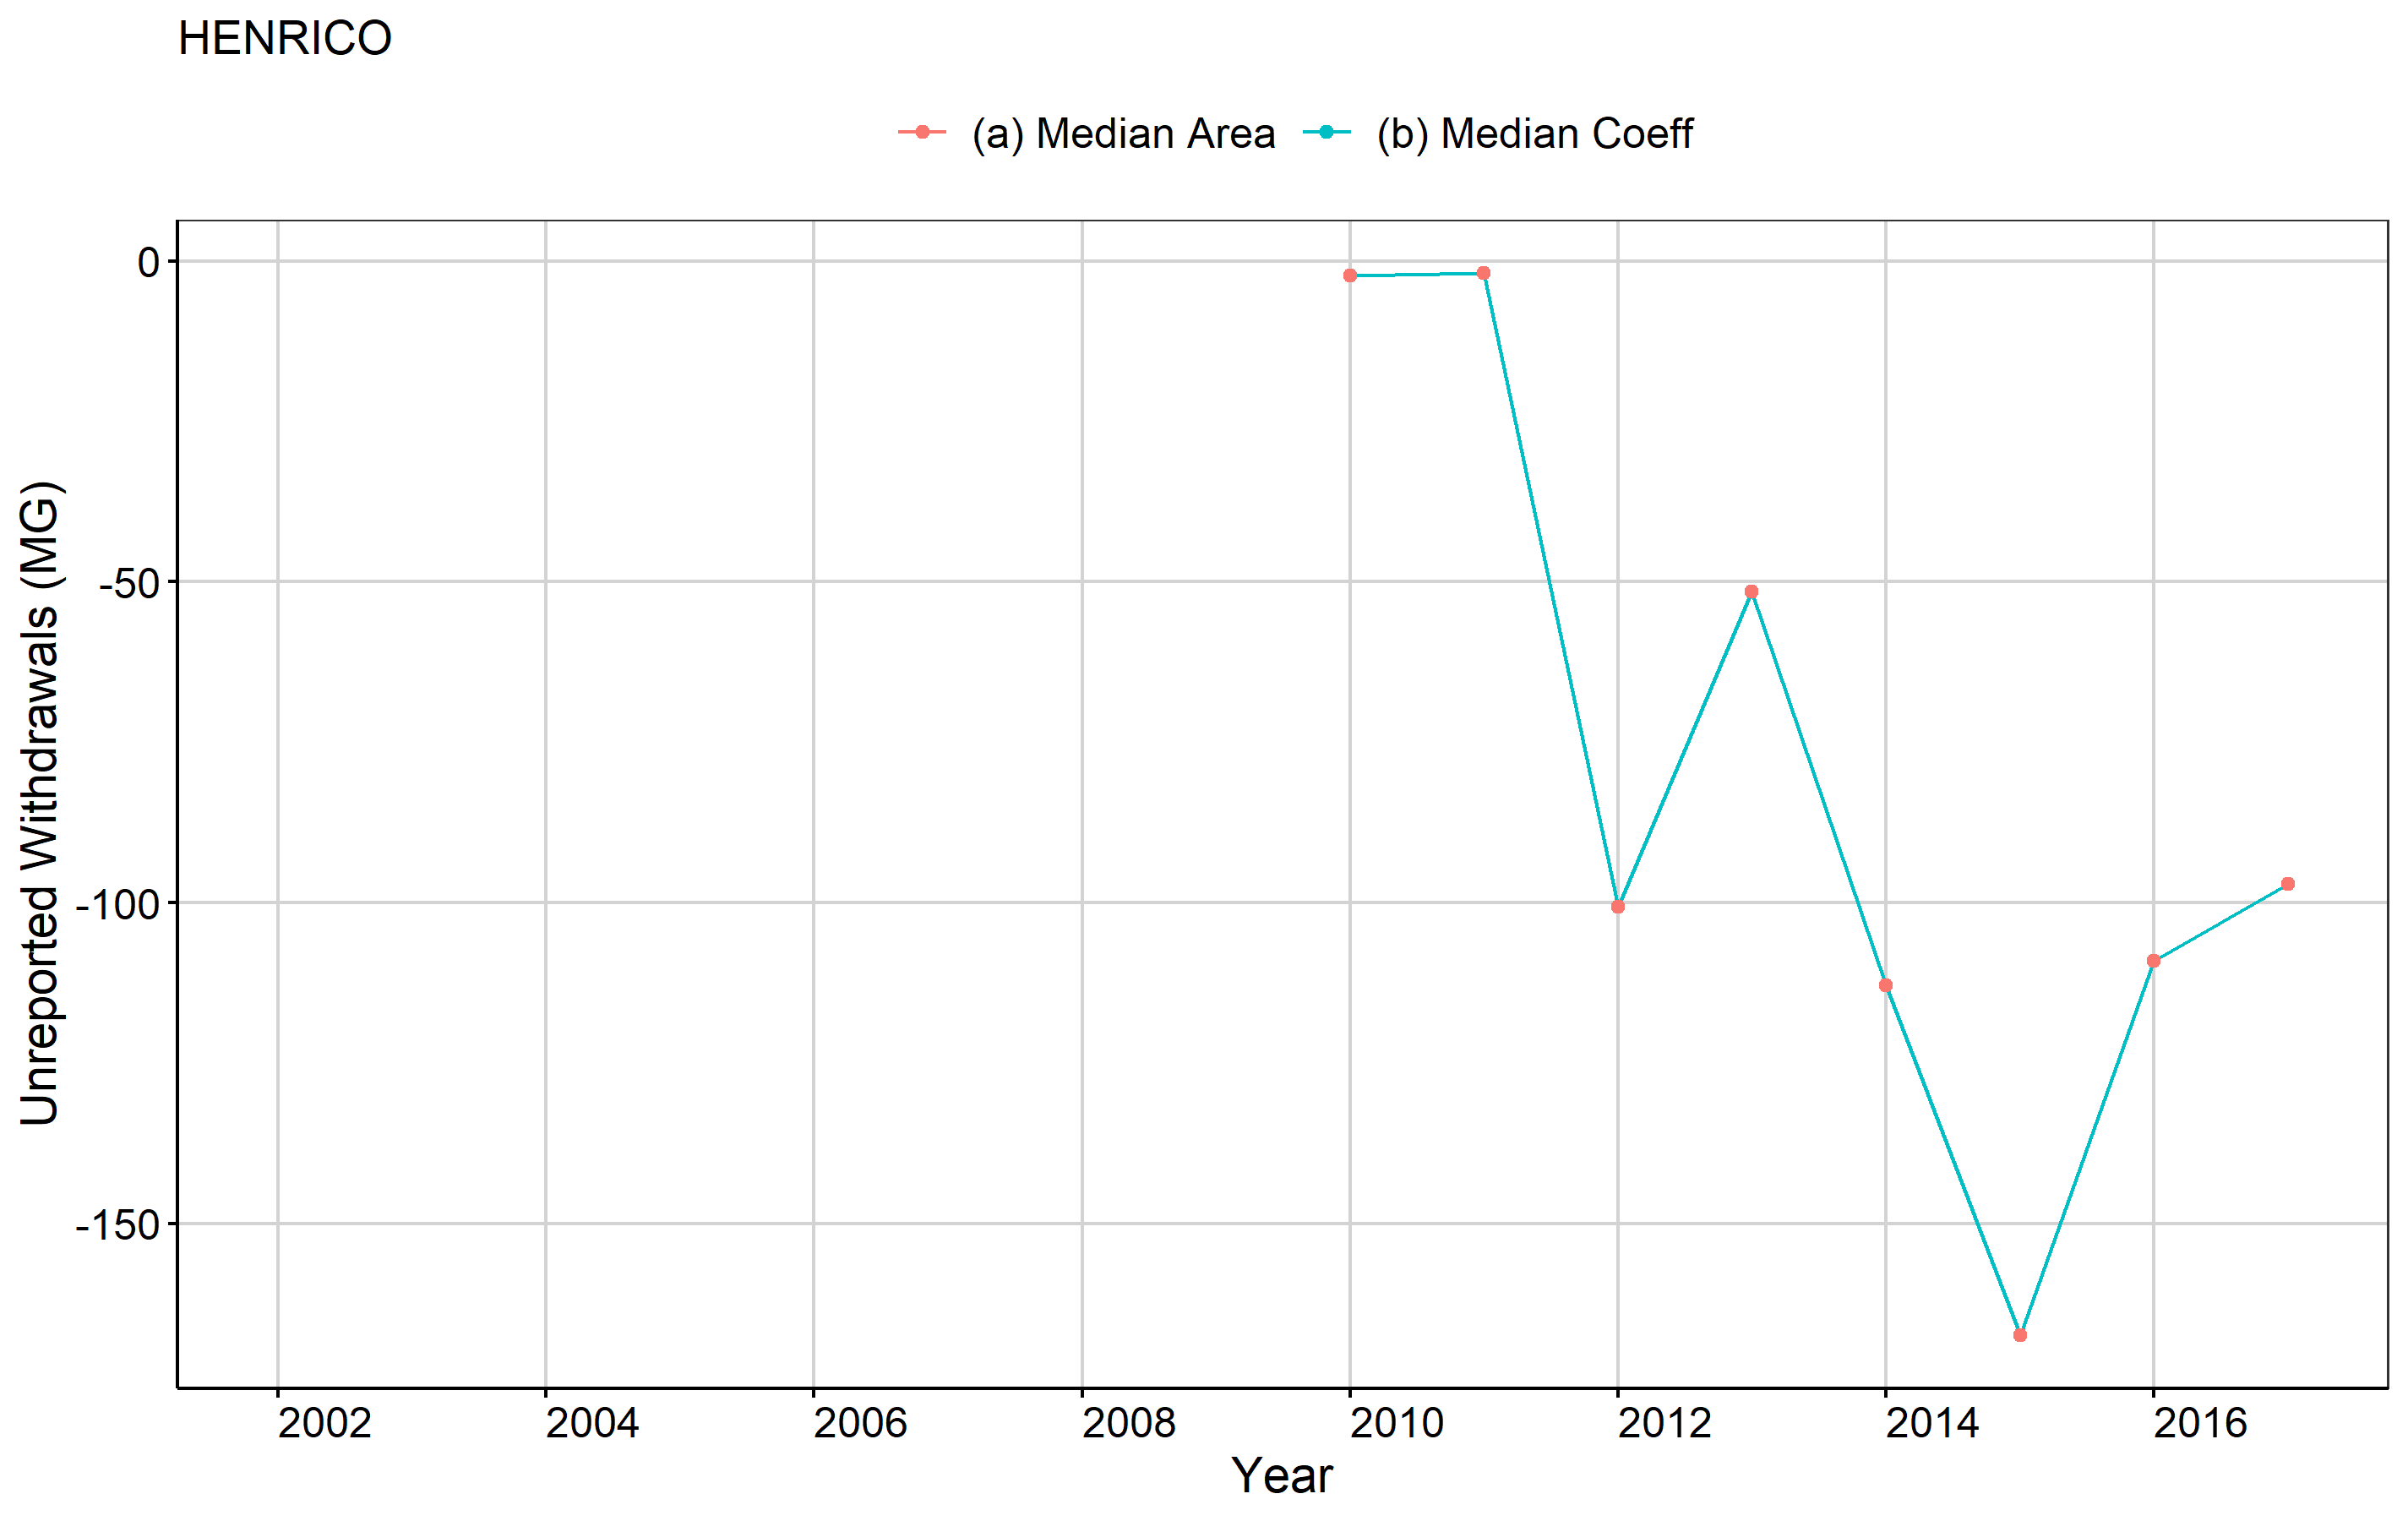 HENRICO
(a) Median Area (b) Median Coeff
0
-50
-100
-150
Unreported Withdrawals (MG)
2002 2004 2006 2008 2010 2012 2014 2016
Year